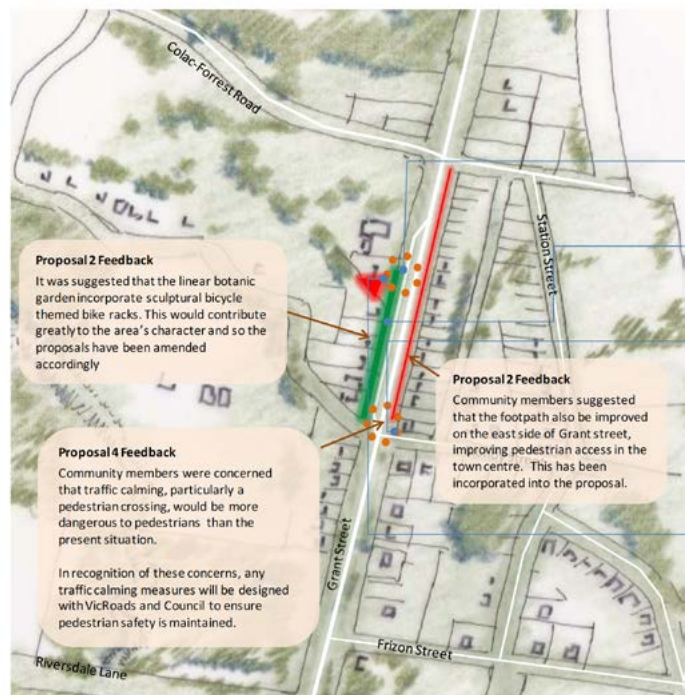 Colac-Forrest Road
Station Street
Proposal 2 Feedback
It was suggested that the linear botanic
garden incorporate sculptural bicycle
themed bike racks. This would contribute
greatly to the area's character and so the
proposals have been amended
accordingly
Proposal 2 Feedback
Community members suggested
that the footpath also be improved
on the east side of Grant street,
improving pedestrian access in the
town centre. This has been
incorporated into the proposal.
Proposal 4 Feedback
Community members were concerned
that traffic calming, particularly a
pedestrian crossing, would be more
dangerous to pedestrians than the
present situation.
In recognition of these concerns, any
traffic calming measures will be designed
with VicRoads and Council to ensure
pedestrian safety is maintained.
Grant Street
Frizon Street
Riversdale Lane